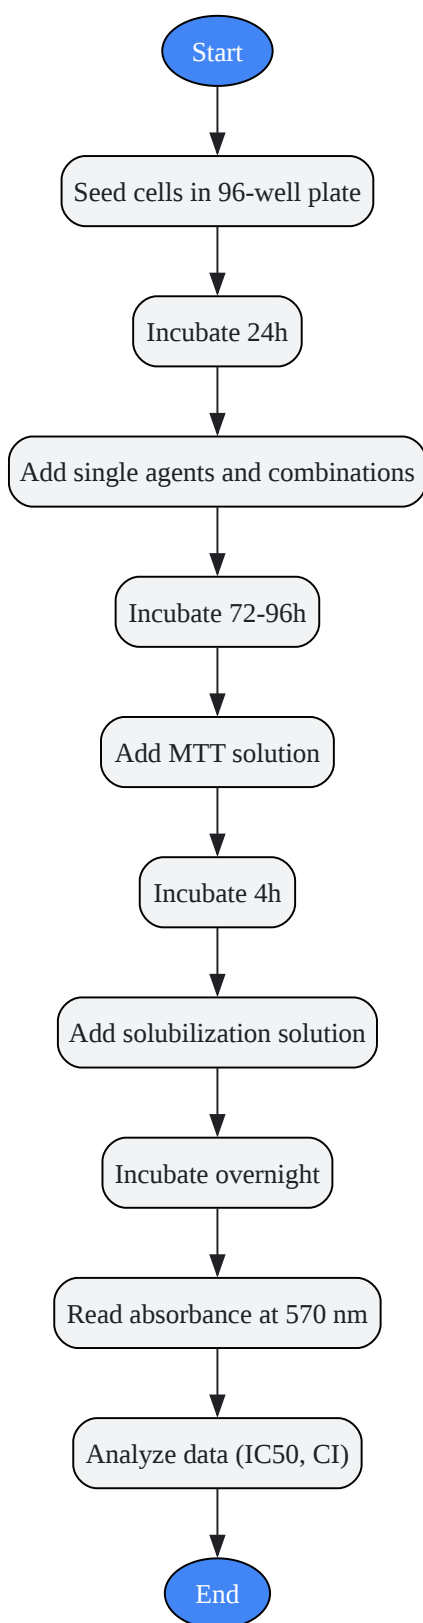 Start
Seed cells in 96-well plate
Incubate 24h
Add single agents and combinations
Incubate 72-96h
Add MTT solution
Incubate 4h
Add solubilization solution
Incubate overnight
Read absorbance at 570 nm
Analyze data (IC50, CI)
End